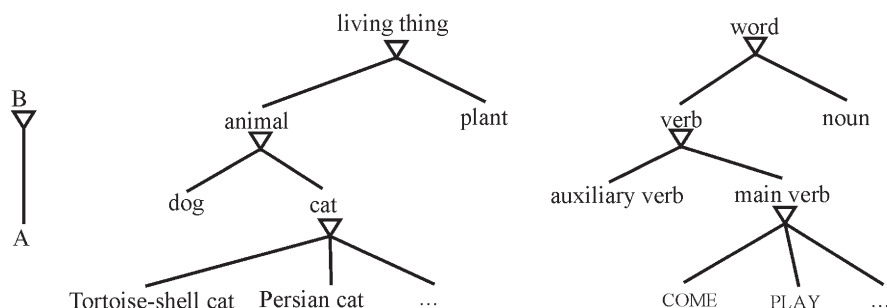 living thing
word
B
animal
plant
verb
noun
dog
cat
auxiliary verb
main verb
A
Tortoise-shell cat
Persian cat
...
COME
PLAY
...